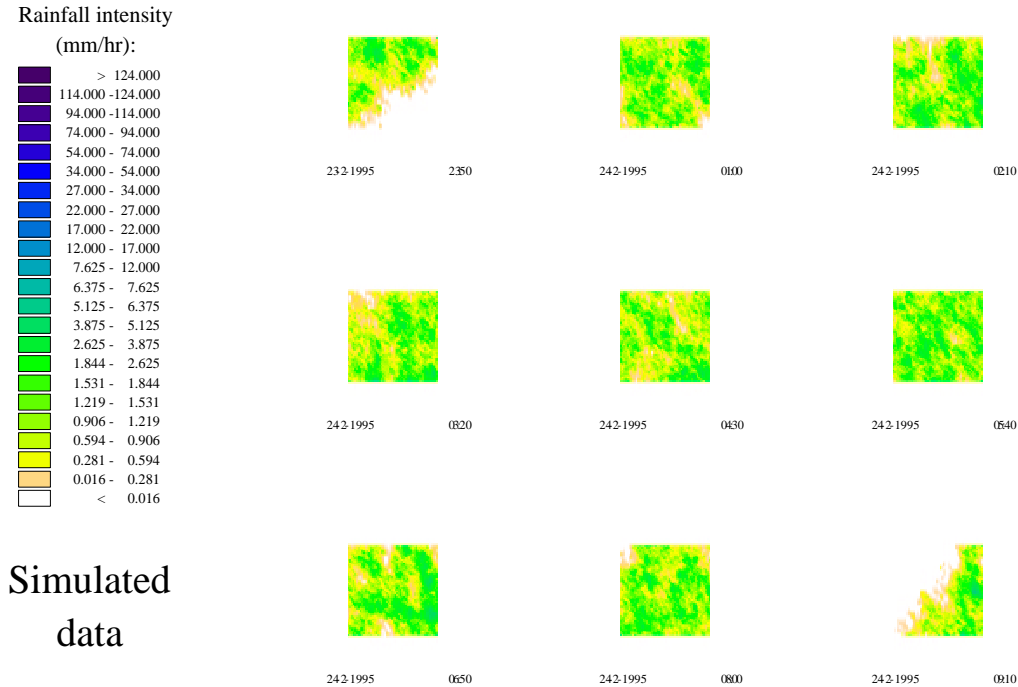 Rainfall intensity
(mm/hr):
> 124.000
114.000 -124.000
94.000 -114.000
74.000 - 94.000
54.000 - 74.000
34.000 - 54.000
27.000 - 34.000
22.000 - 27.000
17.000 - 22.000
12.000 - 17.000
7.625 - 12.000
6.375 - 7.625
5.125 - 6.375
3.875 - 5.125
2.625 - 3.875
1.844 - 2.625
1.531 - 1.844
1.219 - 1.531
0.906 - 1.219
0.594 - 0.906
0.281 - 0.594
0.016 - 0.281
< 0.016
Simulated
data
23-2-1995 23:50
24-2-1995 01:00
24-2-1995 02:10
24-2-1995 03:20
24-2-1995 04:30
24-2-1995 05:40
24-2-1995 06:50
24-2-1995 08:00
24-2-1995 09:10